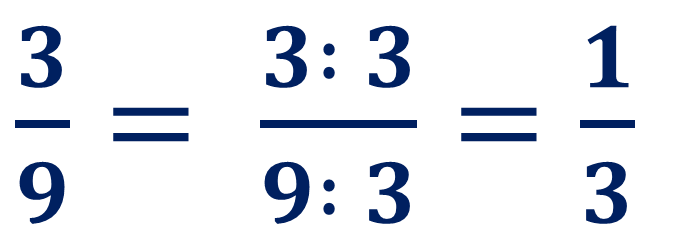 3/9 = 3: 3/9: 3 = 1/3